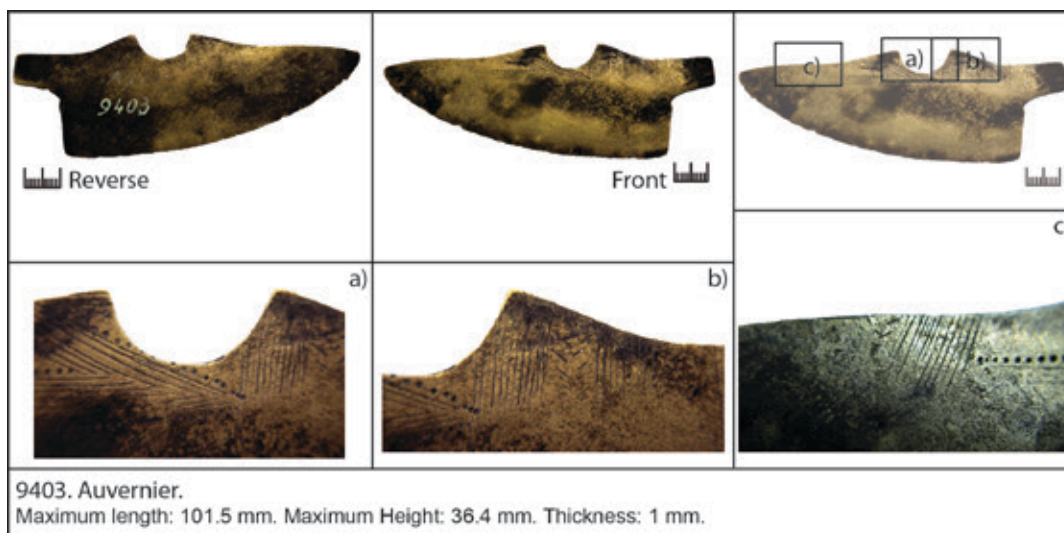 9403
Reverse
Front
c)
a)
b)
a)
b)
c
9403. Auvernier.
Maximum length: 101.5 mm. Maximum Height: 36.4 mm. Thickness: 1 mm.